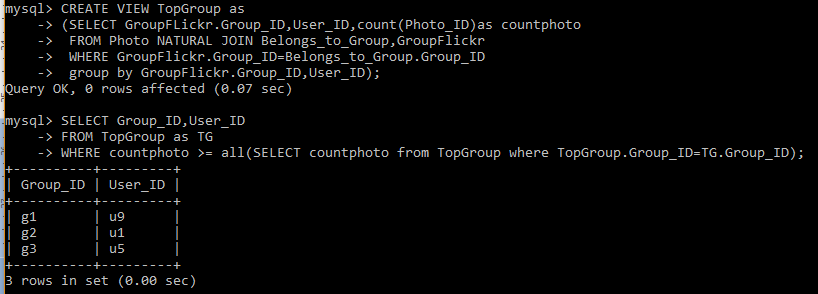 mysql> CREATE VIEW TopGroup as
    -> (SELECT GroupFLickr.Group_ID,User_ID,count(Photo_ID)as countphoto
    ->  FROM Photo NATURAL JOIN Belongs_to_Group,GroupFlickr
    ->  WHERE GroupFlickr.Group_ID=Belongs_to_Group.Group_ID
    ->  group by GroupFlickr.Group_ID,User_ID);
Query OK, 0 rows affected (0.07 sec)

mysql> SELECT Group_ID,User_ID
    -> FROM TopGroup as TG
    -> WHERE countphoto >= all(SELECT countphoto from TopGroup where TopGroup.Group_ID=TG.Group_ID);
+----------+---------+
| Group_ID | User_ID |
+----------+---------+
| g1       | u9      |
| g2       | u1      |
| g3       | u5      |
+----------+---------+
3 rows in set (0.00 sec)